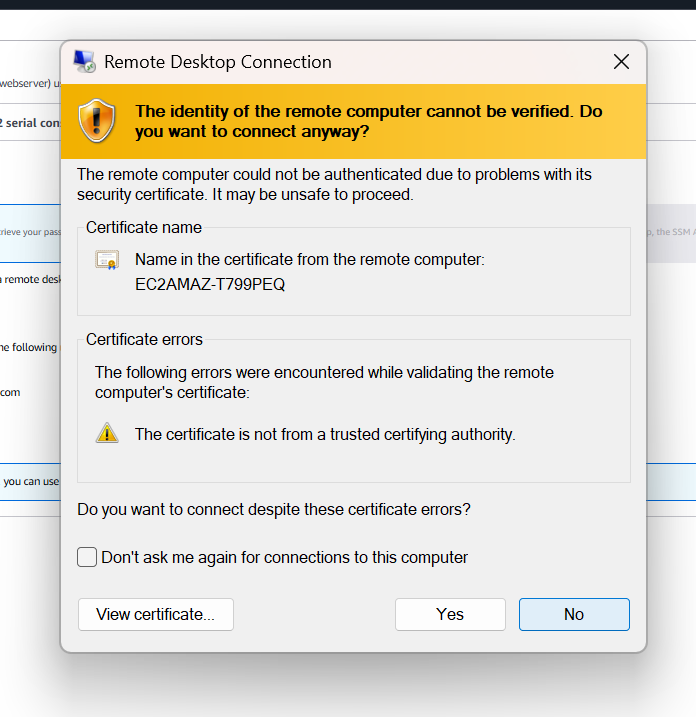 Remote Desktop Connection
The identity of the remote computer cannot be verified. Do
you want to connect anyway?
The remote computer could not be authenticated due to problems with its
security certificate. It may be unsafe to proceed.
Certificate name
Name in the certificate from the remote computer:
EC2AMAZ-T799PEQ
Certificate errors
The following errors were encountered while validating the remote
computer's certificate:
The certificate is not from a trusted certifying authority.
Do you want to connect despite these certificate errors?
Don't ask me again for connections to this computer
View certificate...
Yes
No
webserver)
2 serial
your
, the SSM
remote
following
com
you can use